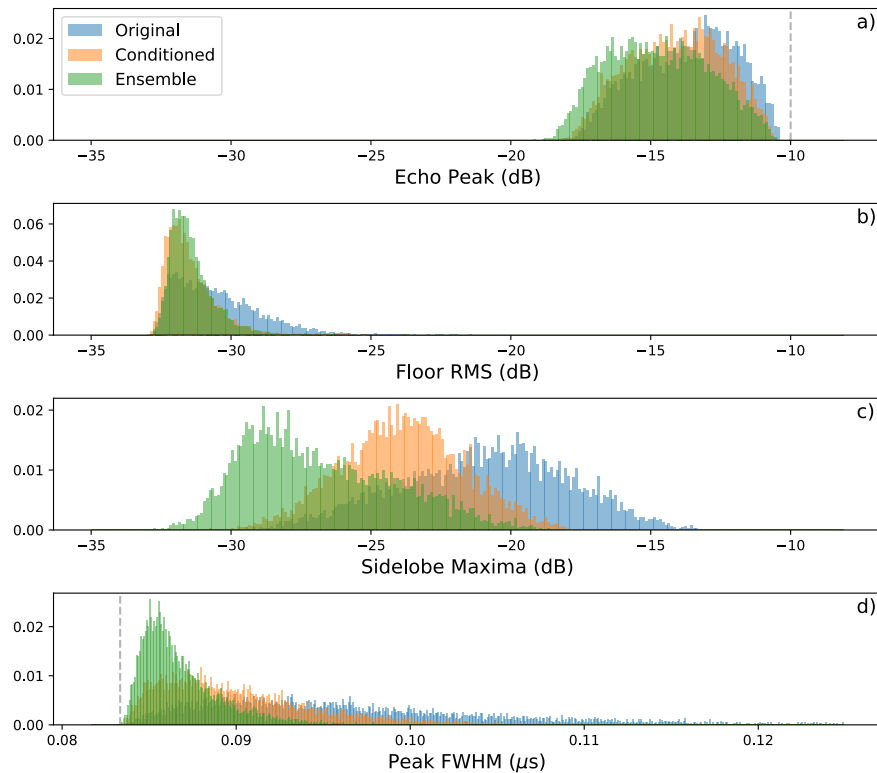 a)
Original
Conditioned
Ensemble
0.02
0.01
0.00
−35 −30 −25 −20 −15 −10
Echo Peak (dB)
b)
0.06
0.04
0.02
0.00
−35 −30 −25 −20 −15 −10
Floor RMS (dB)
c)
0.02
0.01
0.00
−35 −30 −25 −20 −15 −10
Sidelobe Maxima (dB)
d)
0.02
0.01
0.00
0.08 0.09 0.10 0.11 0.12
Peak FWHM (μs)